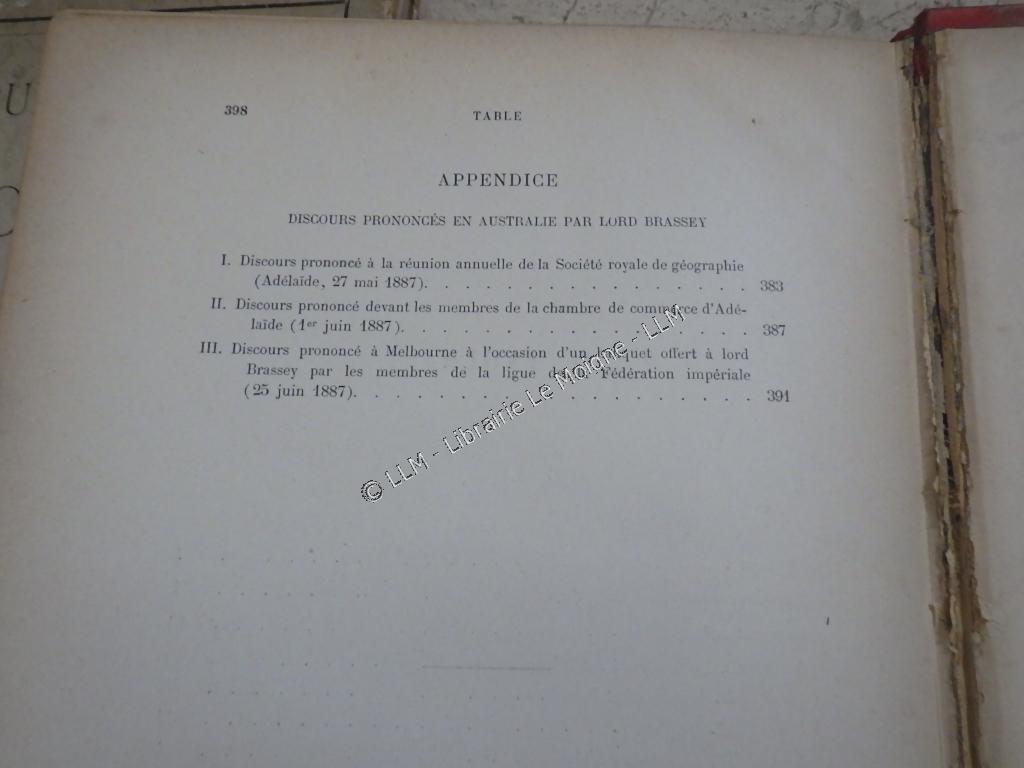 398
TABLE
APPENDICE
DISCOURS PRONONCÉS EN AUSTRALIE PAR LORD BRASSEY
I. Discours prononcé à la réunion annuelle de la Société royale de géographie
(Adélaïde, 27 mai 1887). . . . . . . . . . . . . . . . . 383
II. Discours prononcé devant les membres de la chambre de commerce d'Adé-
laïde (1er juin 1887). . . . . . . . . . . . . . . . . . 387
III. Discours prononcé à Melbourne à l'occasion d'un banquet offert à lord
Brassey par les membres de la ligue de la Fédération impériale
(25 juin 1887). . . . . . . . . . . . . . . . . . . . 391
© LLM - Librairie Le Moigne - LLM